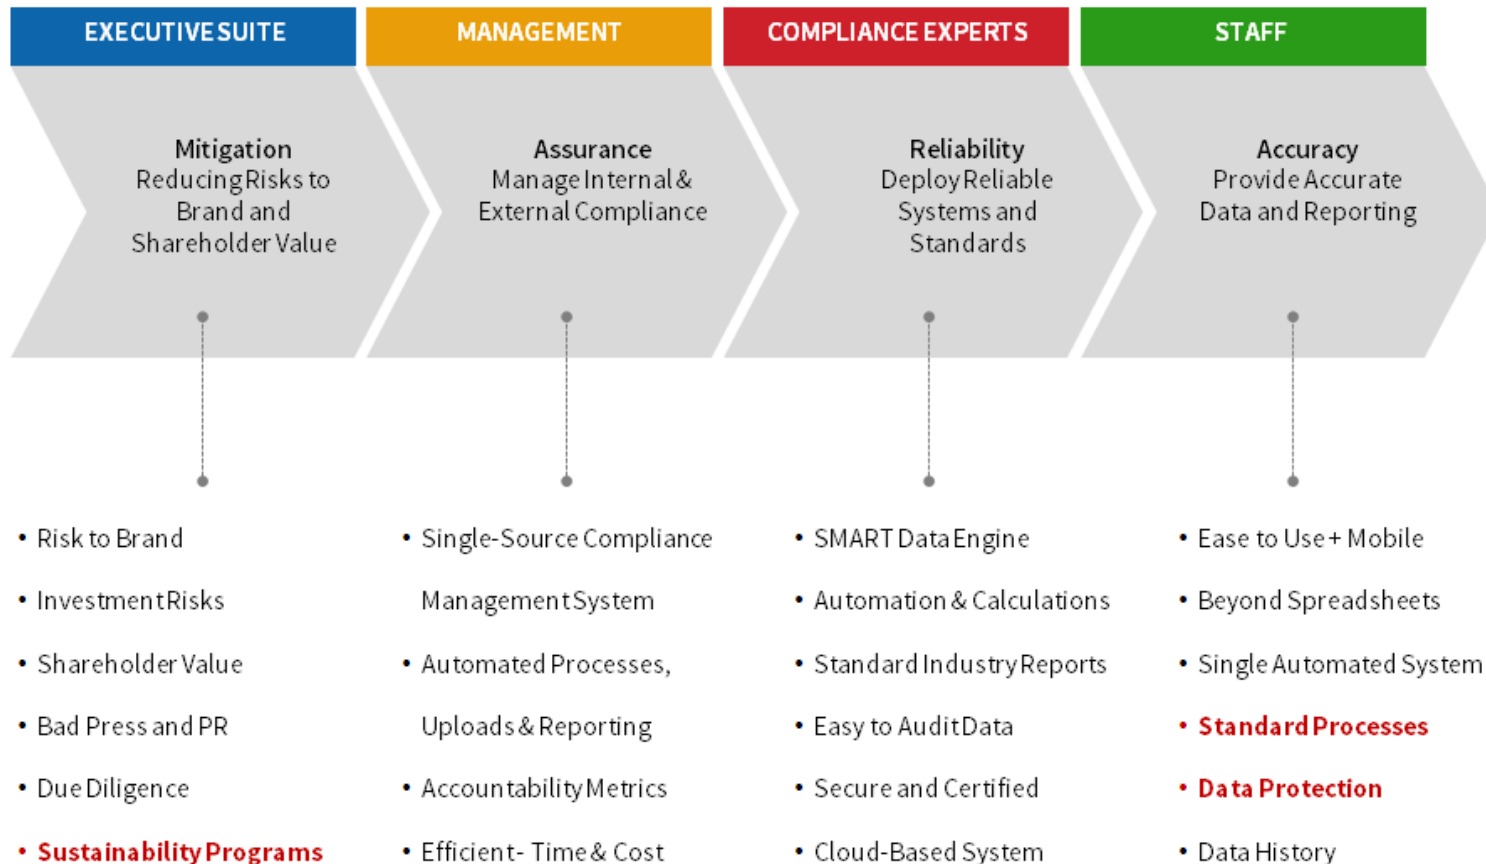 EXECUTIVE SUITE
MANAGEMENT
COMPLIANCE EXPERTS
STAFF
Mitigation
Reducing Risks to
Brand and
Shareholder Value
Assurance
Manage Internal &
External Compliance
Reliability
Deploy Reliable
Systems and
Standards
Accuracy
Provide Accurate
Data and Reporting
• Risk to Brand
• Investment Risks
• Shareholder Value
• Bad Press and PR
• Due Diligence
• Sustainability Programs
• Single-Source Compliance
Management System
• Automated Processes,
Uploads & Reporting
• Accountability Metrics
• Efficient- Time & Cost
• SMART Data Engine
• Automation & Calculations
• Standard Industry Reports
• Easy to Audit Data
• Secure and Certified
• Cloud-Based System
• Ease to Use + Mobile
• Beyond Spreadsheets
• Single Automated System
• Standard Processes
• Data Protection
• Data History